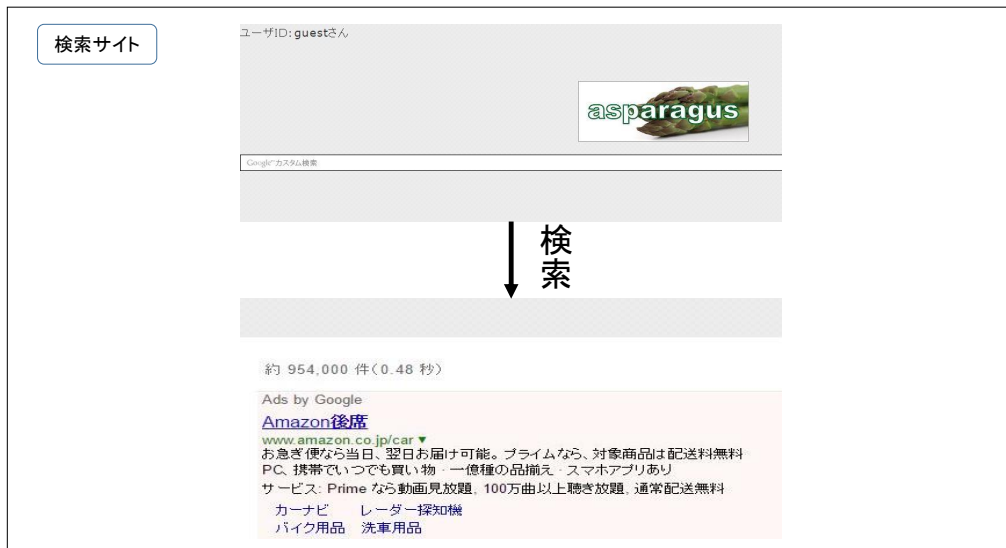 検索サイト
ユーザID:guestさん
asparagus
Google™カスタム検索
検索
約 954,000 件(0.48 秒)
Ads by Google
Amazon後席
www.amazon.co.jp/car ▼
お急ぎ便なら当日、翌日お届け可能。プライムなら、対象商品は配送料無料
PC、携帯でいつでも買い物 · 一億種の品揃え · スマホアプリあり
サービス: Prime なら動画見放題, 100万曲以上聴き放題, 通常配送無料
カーナビ レーダー探知機
バイク用品 洗車用品